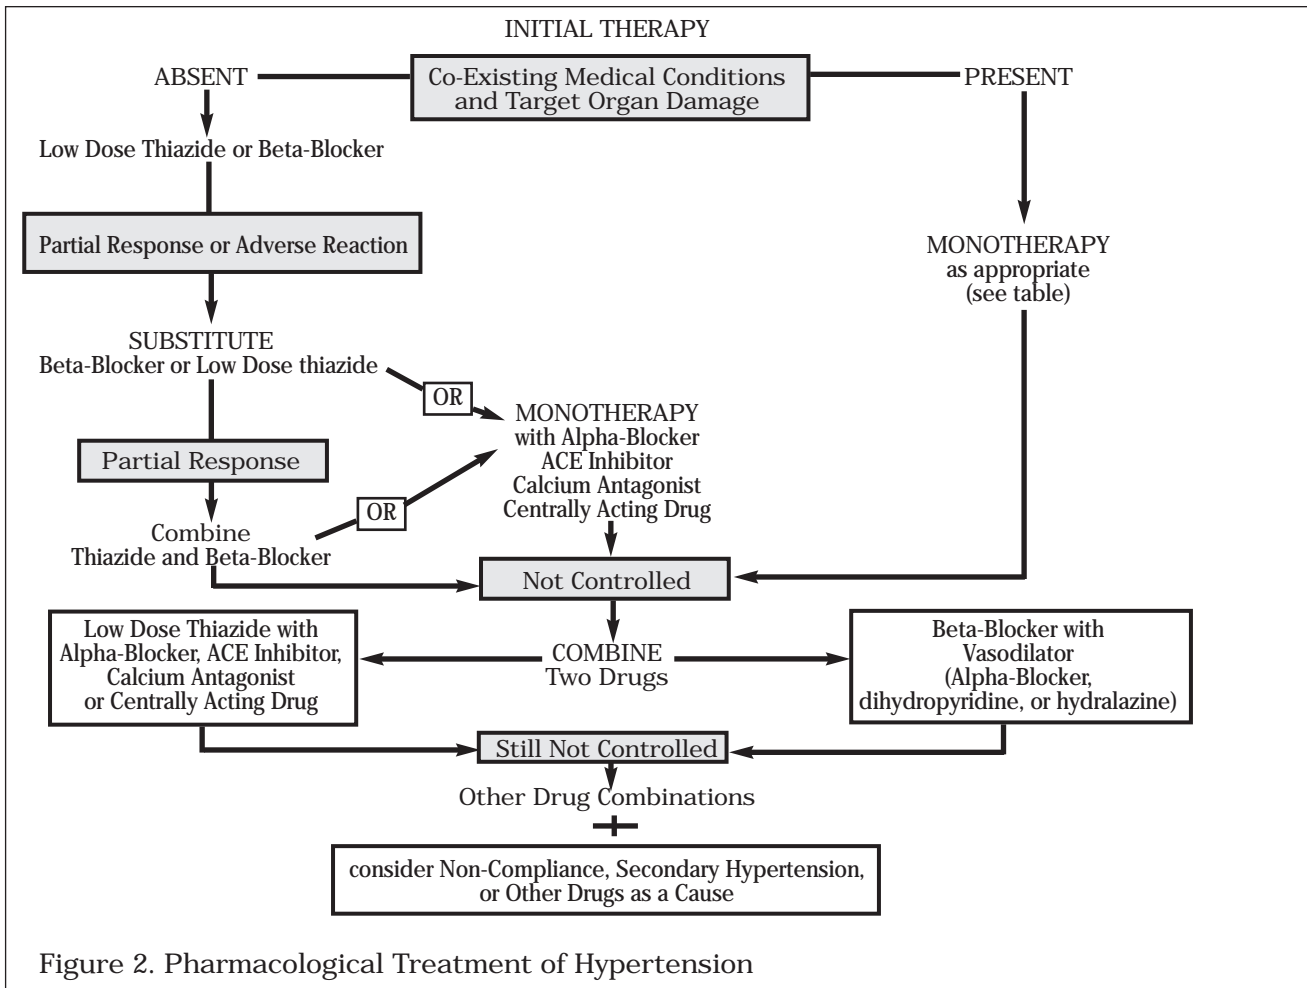 INITIAL THERAPY
ABSENT
Co-Existing Medical Conditions
and Target Organ Damage
PRESENT
Low Dose Thiazide or Beta-Blocker
Partial Response or Adverse Reaction
MONOTHERAPY
as appropriate
(see table)
SUBSTITUTE
Beta-Blocker or Low Dose thiazide
OR
MONOTHERAPY
with Alpha-Blocker
ACE Inhibitor
Calcium Antagonist
Centrally Acting Drug
Partial Response
OR
Combine
Thiazide and Beta-Blocker
Not Controlled
Low Dose Thiazide with
Alpha-Blocker, ACE Inhibitor,
Calcium Antagonist
or Centrally Acting Drug
COMBINE
Two Drugs
Beta-Blocker with
Vasodilator
(Alpha-Blocker,
dihydropyridine, or hydralazine)
Still Not Controlled
Other Drug Combinations
+
consider Non-Compliance, Secondary Hypertension,
or Other Drugs as a Cause
Figure 2. Pharmacological Treatment of Hypertension